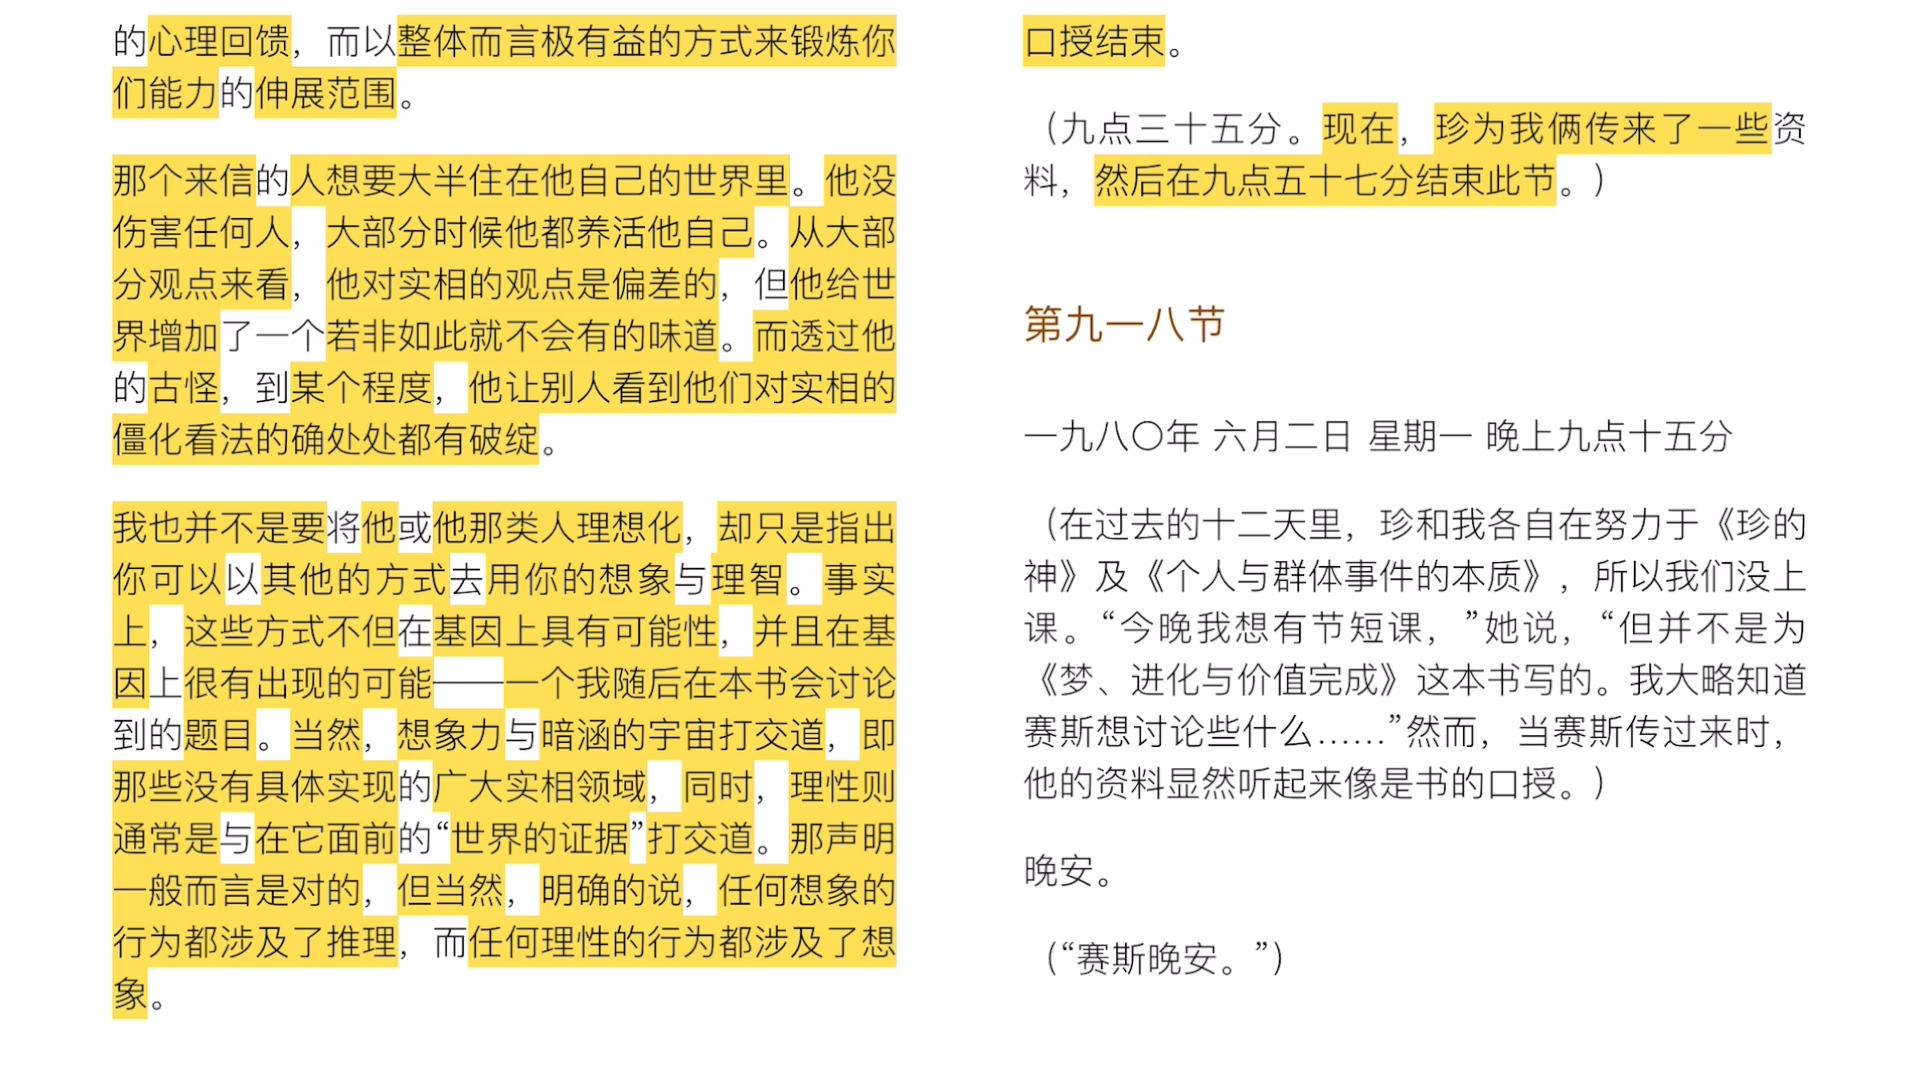 的心理回馈，而以整体而言极有益的方式来锻炼你
们能力的伸展范围。
那个来信的人想要大半住在他自己的世界里。他没
伤害任何人，大部分时候他都养活他自己。从大部
分观点来看，他对实相的观点是偏差的，但他给世
界增加了一个若非如此就不会有的味道。而透过他
的古怪，到某个程度，他让别人看到他们对实相的
僵化看法的确处处都有破绽。
我也并不是要将他或他那类人理想化，却只是指出
你可以以其他的方式去用你的想象与理智。事实
上，这些方式不但在基因上具有可能性，并且在基
因上很有出现的可能——一个我随后在本书会讨论
到的题目。当然，想象力与暗涵的宇宙打交道，即
那些没有具体实现的广大实相领域，同时，理性则
通常是与在它面前的“世界的证据”打交道。那声明
一般而言是对的，但当然，明确的说，任何想象的
行为都涉及了推理，而任何理性的行为都涉及了想
象。
口授结束。
（九点三十五分。现在，珍为我俩传来了一些资
料，然后在九点五十七分结束此节。）
第九一八节
一九八〇年 六月二日 星期一 晚上九点十五分
（在过去的十二天里，珍和我各自在努力于《珍的
神》及《个人与群体事件的本质》，所以我们没上
课。“今晚我想有节短课，”她说，“但并不是为
《梦、进化与价值完成》这本书写的。我大略知道
赛斯想讨论些什么……”然而，当赛斯传过来时，
他的资料显然听起来像是书的口授。）
晚安。
（“赛斯晚安。”）